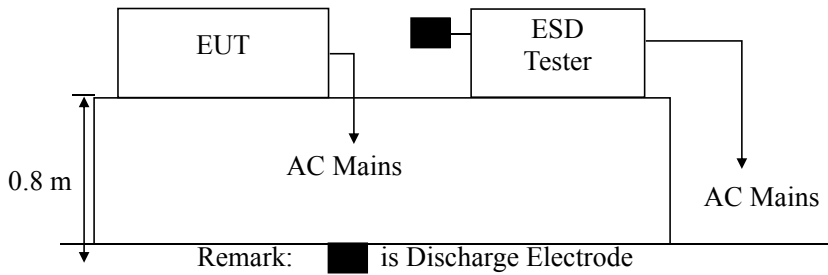 EUT
ESD
Tester
AC Mains
0.8 m
AC Mains
Remark: is Discharge Electrode